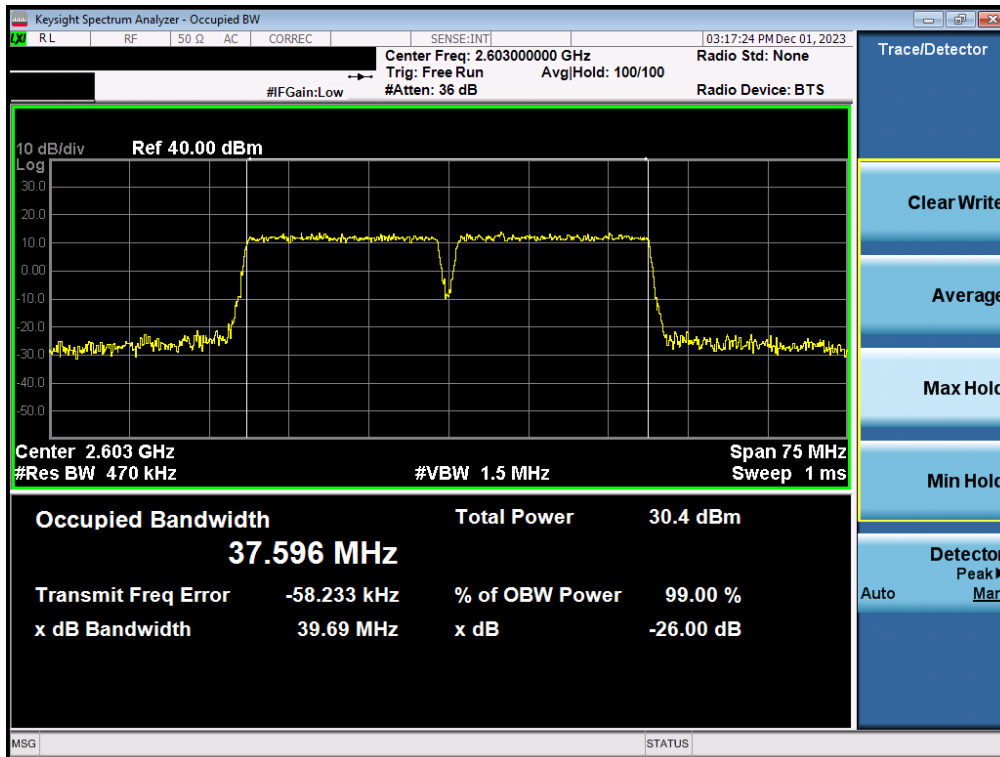 Keysight Spectrum Analyzer - Occupied BW
LXI RL RF 50 Ω AC CORREC SENSE:INT 03:17:24 PM Dec 01, 2023
Center Freq: 2.603000000 GHz Radio Std: None
Trig: Free Run Avg|Hold: 100/100
#IFGain:Low #Atten: 36 dB Radio Device: BTS
Trace/Detector
10 dB/div Ref 40.00 dBm
Log
30.0
20.0
10.0
0.00
-10.0
-20.0
-30.0
-40.0
-50.0
Center 2.603 GHz Span 75 MHz
#Res BW 470 kHz #VBW 1.5 MHz Sweep 1 ms
Occupied Bandwidth Total Power 30.4 dBm
37.596 MHz
Transmit Freq Error -58.233 kHz % of OBW Power 99.00 %
x dB Bandwidth 39.69 MHz x dB -26.00 dB
Clear Write
Average
Max Hold
Min Hold
Detector
Peak
Auto Man
MSG STATUS